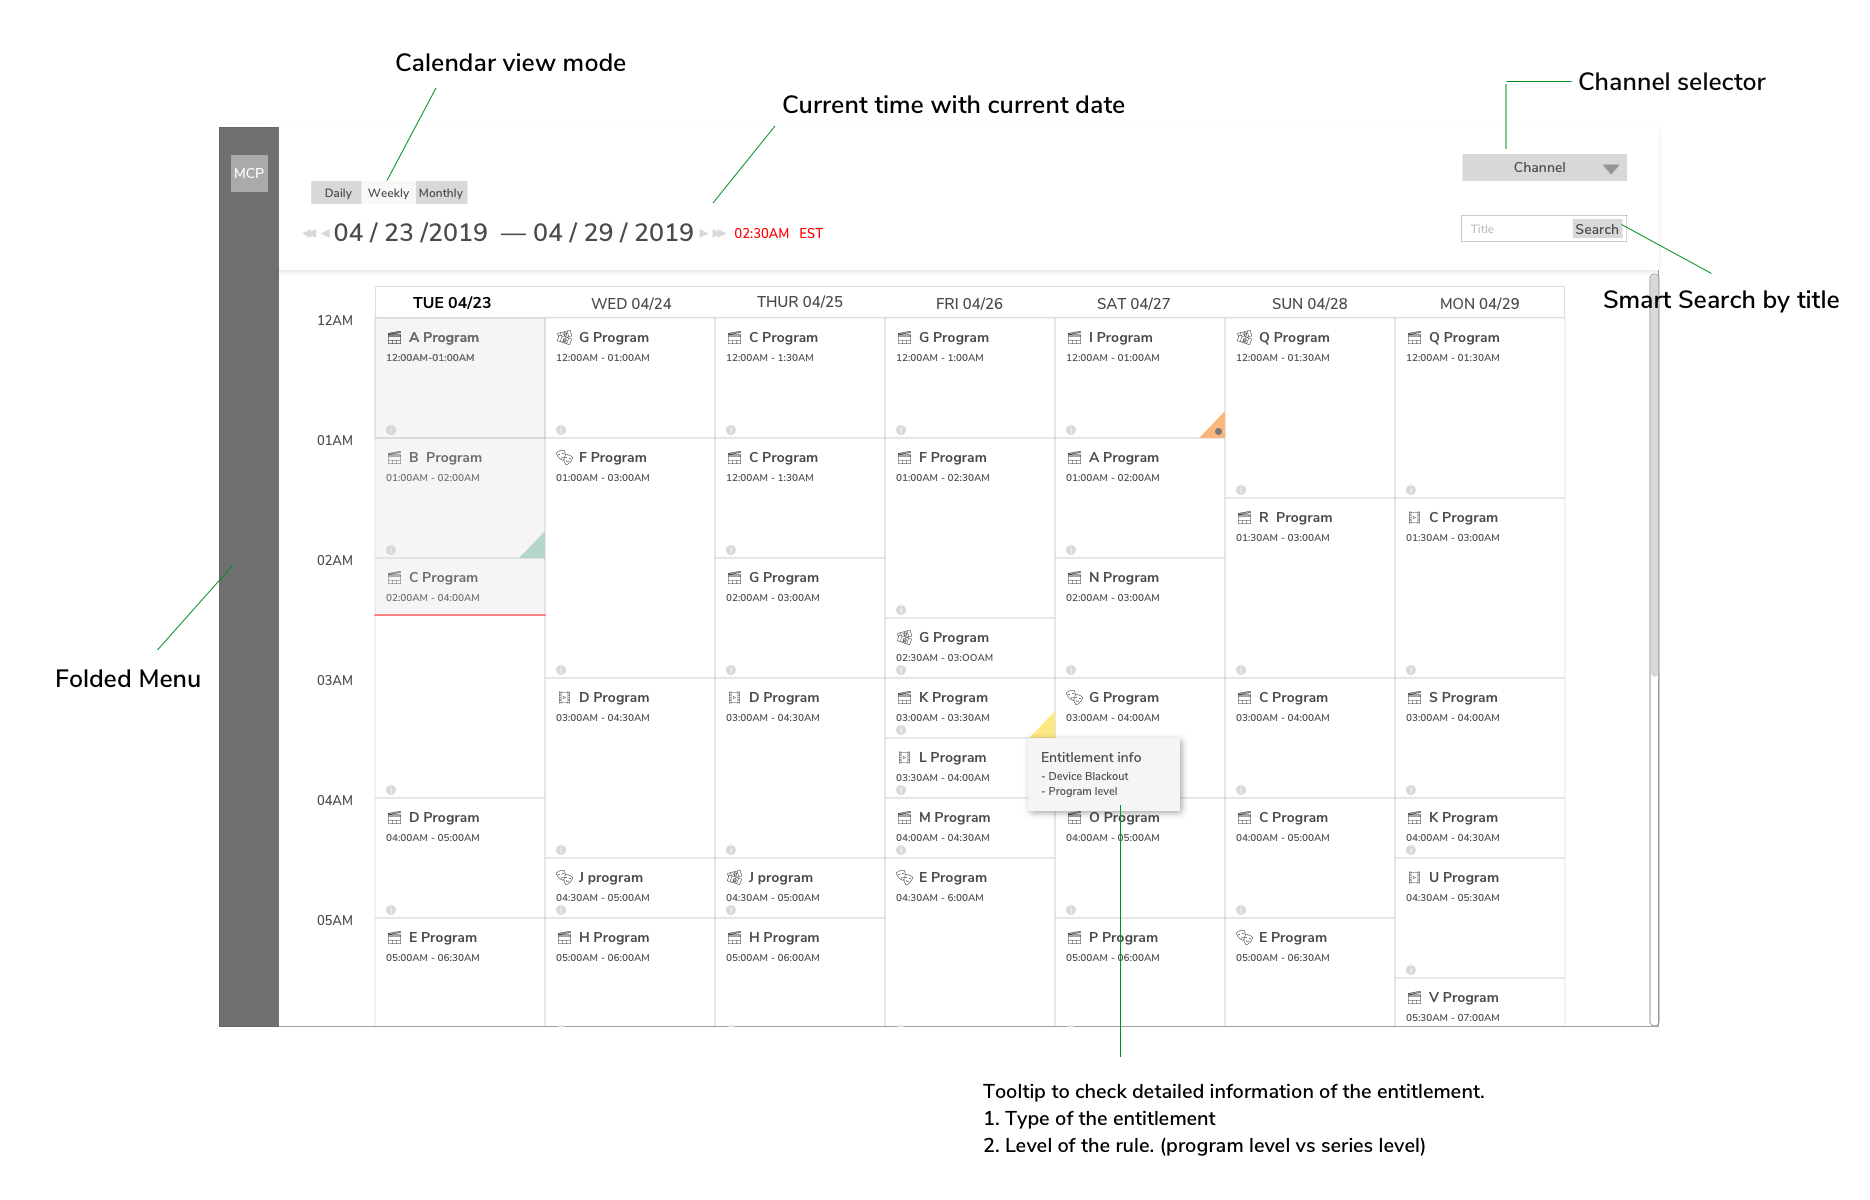 Calendar view mode
Current time with current date
Channel selector
MCP
Channel
Daily Weekly Monthly
04 / 23 /2019 — 04 / 29 / 2019 02:30AM EST
Title Search
Smart Search by title
TUE 04/23 WED 04/24 THUR 04/25 FRI 04/26 SAT 04/27 SUN 04/28 MON 04/29
12AM
A Program G Program C Program G Program I Program Q Program Q Program
12:00AM-01:00AM 12:00AM - 01:00AM 12:00AM - 1:30AM 12:00AM - 1:00AM 12:00AM - 01:00AM 12:00AM - 01:30AM 12:00AM - 01:30AM
01AM
B Program F Program C Program F Program A Program
01:00AM - 02:00AM 01:00AM - 03:00AM 12:00AM - 1:30AM 01:00AM - 02:30AM 01:00AM - 02:00AM
R Program C Program
01:30AM - 03:00AM 01:30AM - 03:00AM
02AM
C Program G Program N Program
02:00AM - 04:00AM 02:00AM - 03:00AM 02:00AM - 03:00AM
G Program
02:30AM - 03:OOAM
Folded Menu
03AM
D Program D Program K Program G Program C Program S Program
03:00AM - 04:30AM 03:00AM - 04:30AM 03:00AM - 03:30AM 03:00AM - 04:00AM 03:00AM - 04:00AM 03:00AM - 04:00AM
L Program
03:30AM - 04:00AM
Entitlement info
- Device Blackout
- Program level
04AM
D Program M Program O Program C Program K Program
04:00AM - 05:00AM 04:00AM - 04:30AM 04:00AM - 05:00AM 04:00AM - 05:00AM 04:00AM - 04:30AM
J program J program E Program U Program
04:30AM - 05:00AM 04:30AM - 05:00AM 04:30AM - 6:00AM 04:30AM - 05:30AM
05AM
E Program H Program H Program P Program E Program
05:00AM - 06:30AM 05:00AM - 06:00AM 05:00AM - 06:00AM 05:00AM - 06:00AM 05:00AM - 06:30AM
V Program
05:30AM - 07:00AM
Tooltip to check detailed information of the entitlement.
1. Type of the entitlement
2. Level of the rule. (program level vs series level)